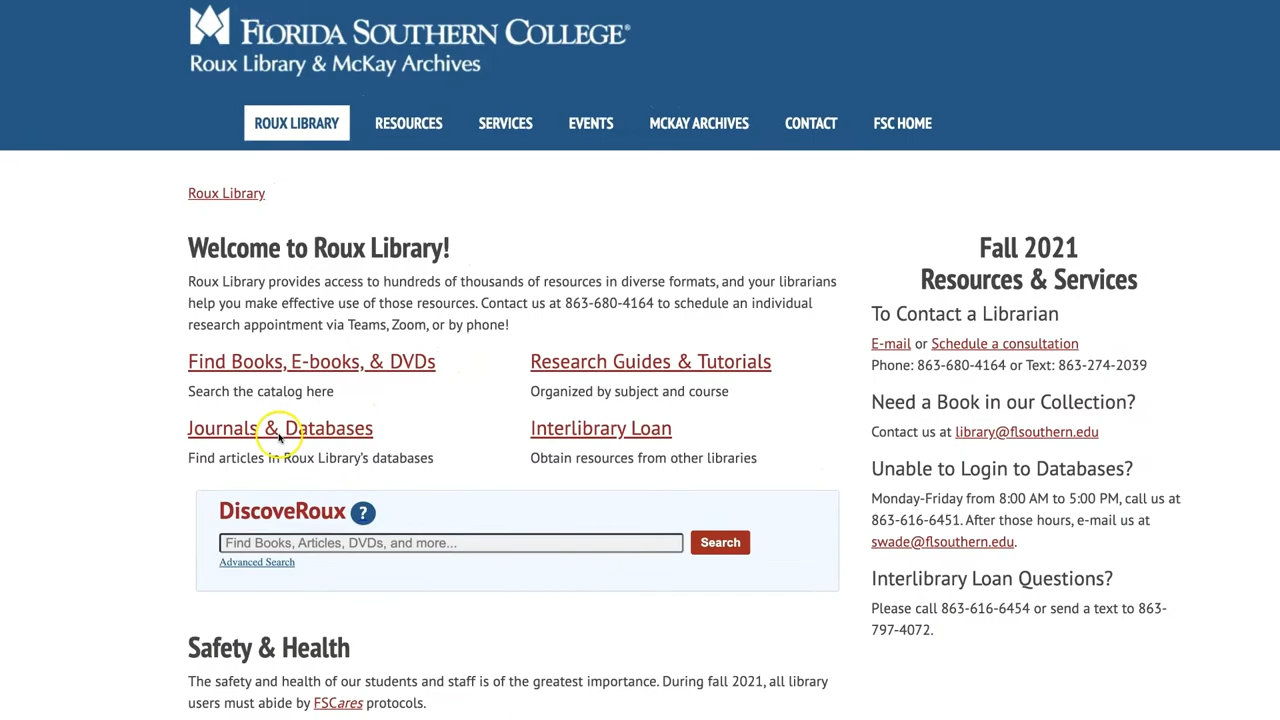 FLORIDA SOUTHERN COLLEGE®
Roux Library & McKay Archives
ROUX LIBRARY RESOURCES SERVICES EVENTS MCKAY ARCHIVES CONTACT FSC HOME
Roux Library
Welcome to Roux Library!
Roux Library provides access to hundreds of thousands of resources in diverse formats, and your librarians
help you make effective use of those resources. Contact us at 863-680-4164 to schedule an individual
research appointment via Teams, Zoom, or by phone!
Find Books, E-books, & DVDs
Search the catalog here
Research Guides & Tutorials
Organized by subject and course
Journals & Databases
Find articles in Roux Library's databases
Interlibrary Loan
Obtain resources from other libraries
DiscoveRoux ?
Find Books, Articles, DVDs, and more...
Search
Advanced Search
Safety & Health
The safety and health of our students and staff is of the greatest importance. During fall 2021, all library
users must abide by FSCares protocols.
Fall 2021
Resources & Services
To Contact a Librarian
E-mail or Schedule a consultation
Phone: 863-680-4164 or Text: 863-274-2039
Need a Book in our Collection?
Contact us at library@flsouthern.edu
Unable to Login to Databases?
Monday-Friday from 8:00 AM to 5:00 PM, call us at
863-616-6451. After those hours, e-mail us at
swade@flsouthern.edu.
Interlibrary Loan Questions?
Please call 863-616-6454 or send a text to 863-
797-4072.